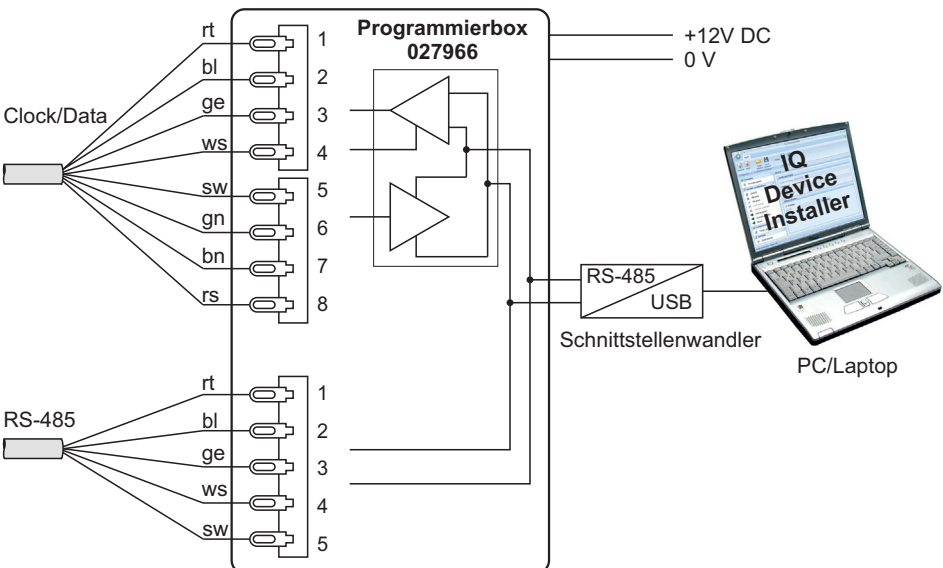 Programmierbox
027966
+12V DC
0 V
Clock/Data
rt 1
bl 2
ge 3
ws 4
sw 5
gn 6
bn 7
rs 8
IQ
Device
Installer
RS-485
USB
Schnittstellenwandler
PC/Laptop
RS-485
rt 1
bl 2
ge 3
ws 4
sw 5